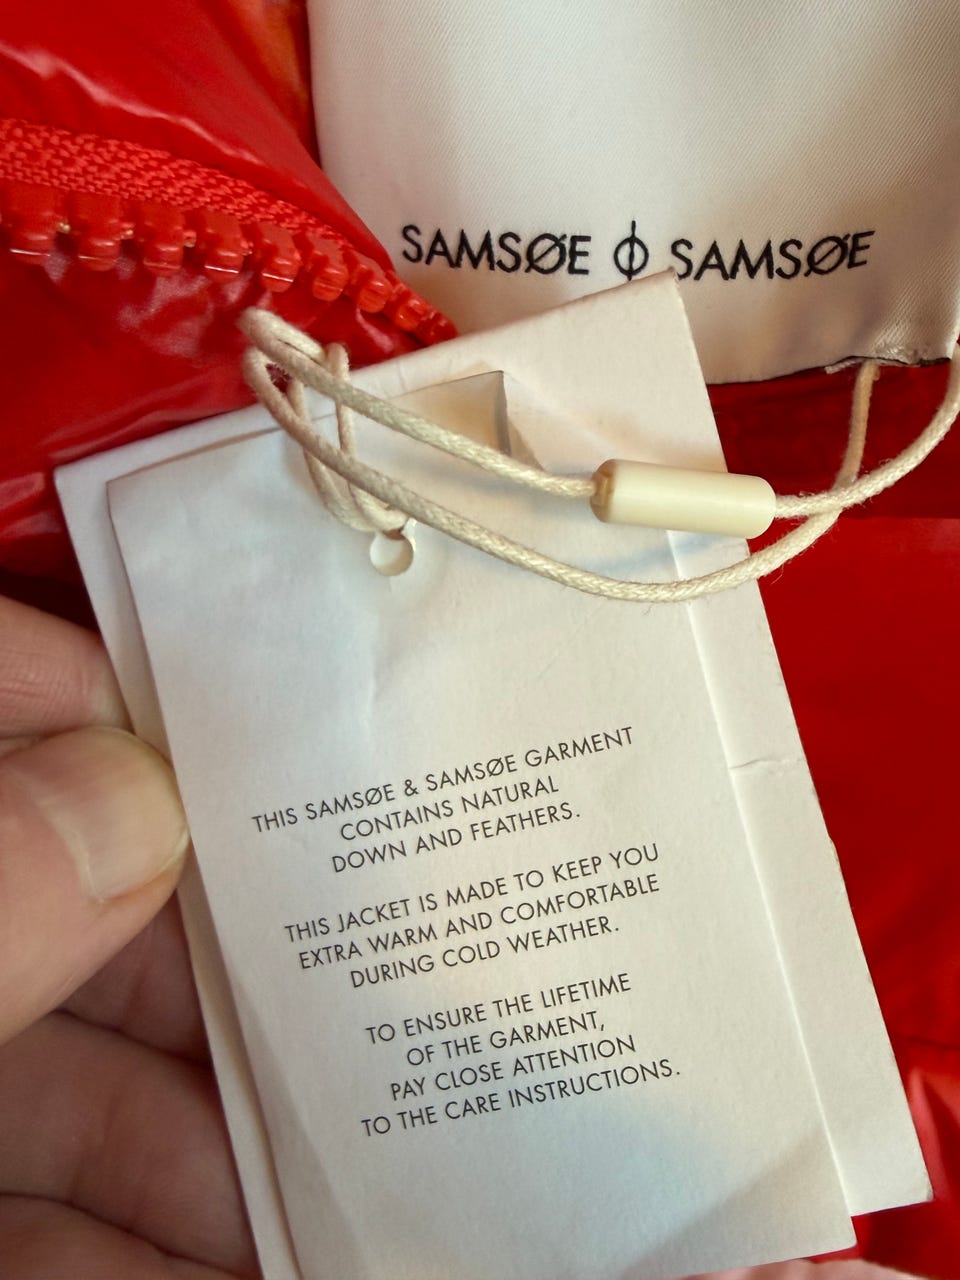 SAMSØE ϕ SAMSØE
THIS SAMSØE & SAMSØE GARMENT
CONTAINS NATURAL
DOWN AND FEATHERS.
THIS JACKET IS MADE TO KEEP YOU
EXTRA WARM AND COMFORTABLE
DURING COLD WEATHER.
TO ENSURE THE LIFETIME
OF THE GARMENT,
PAY CLOSE ATTENTION
TO THE CARE INSTRUCTIONS.